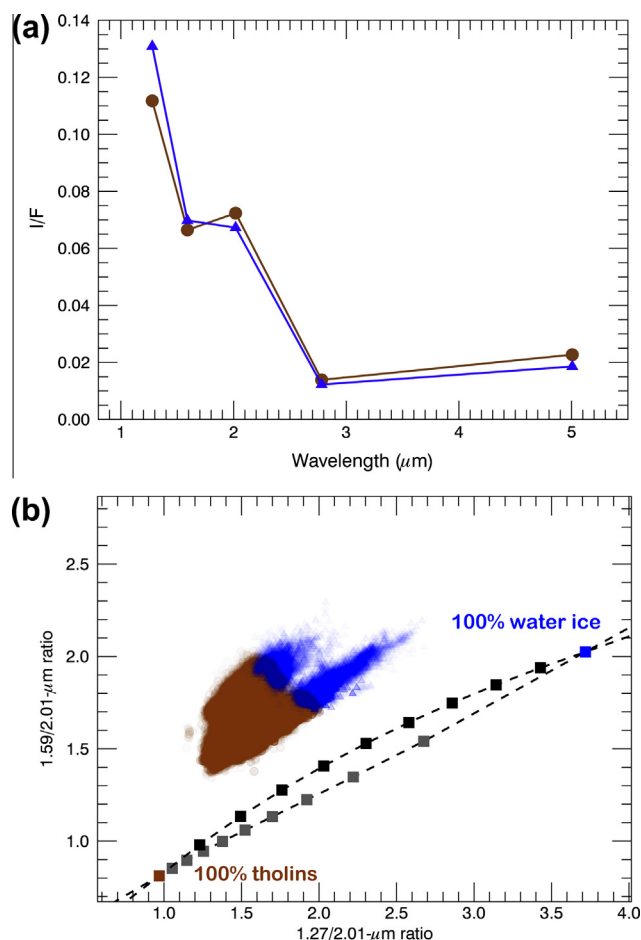 (a)
0.14
0.12
0.10
0.08
0.06
0.04
0.02
0.00
I/F
1 2 3 4 5
Wavelength (μm)
(b)
2.5
2.0
1.5
1.0
1.59/2.01-μm ratio
100% water ice
100% tholins
1.0 1.5 2.0 2.5 3.0 3.5 4.0
1.27/2.01-μm ratio